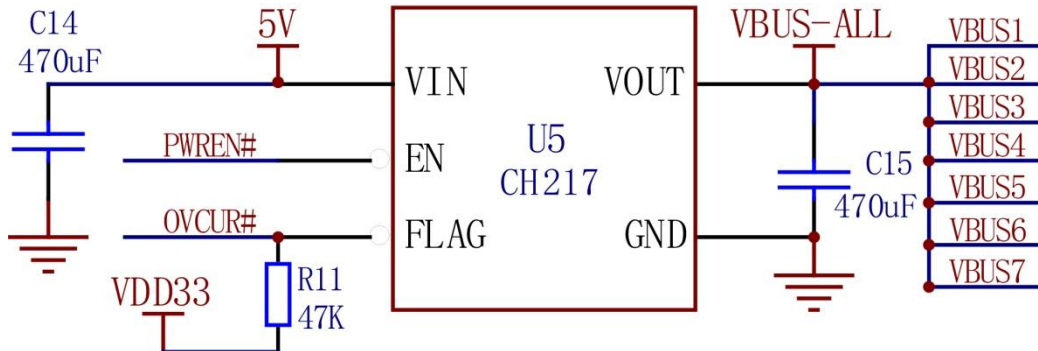 C14
470uF
5V
VBUS-ALL
VBUS1
VBUS2
VBUS3
VBUS4
VBUS5
VBUS6
VBUS7
VIN
VOUT
PWREN#
EN
U5
CH217
C15
470uF
OVCUR#
FLAG
GND
R11
47K
VDD33